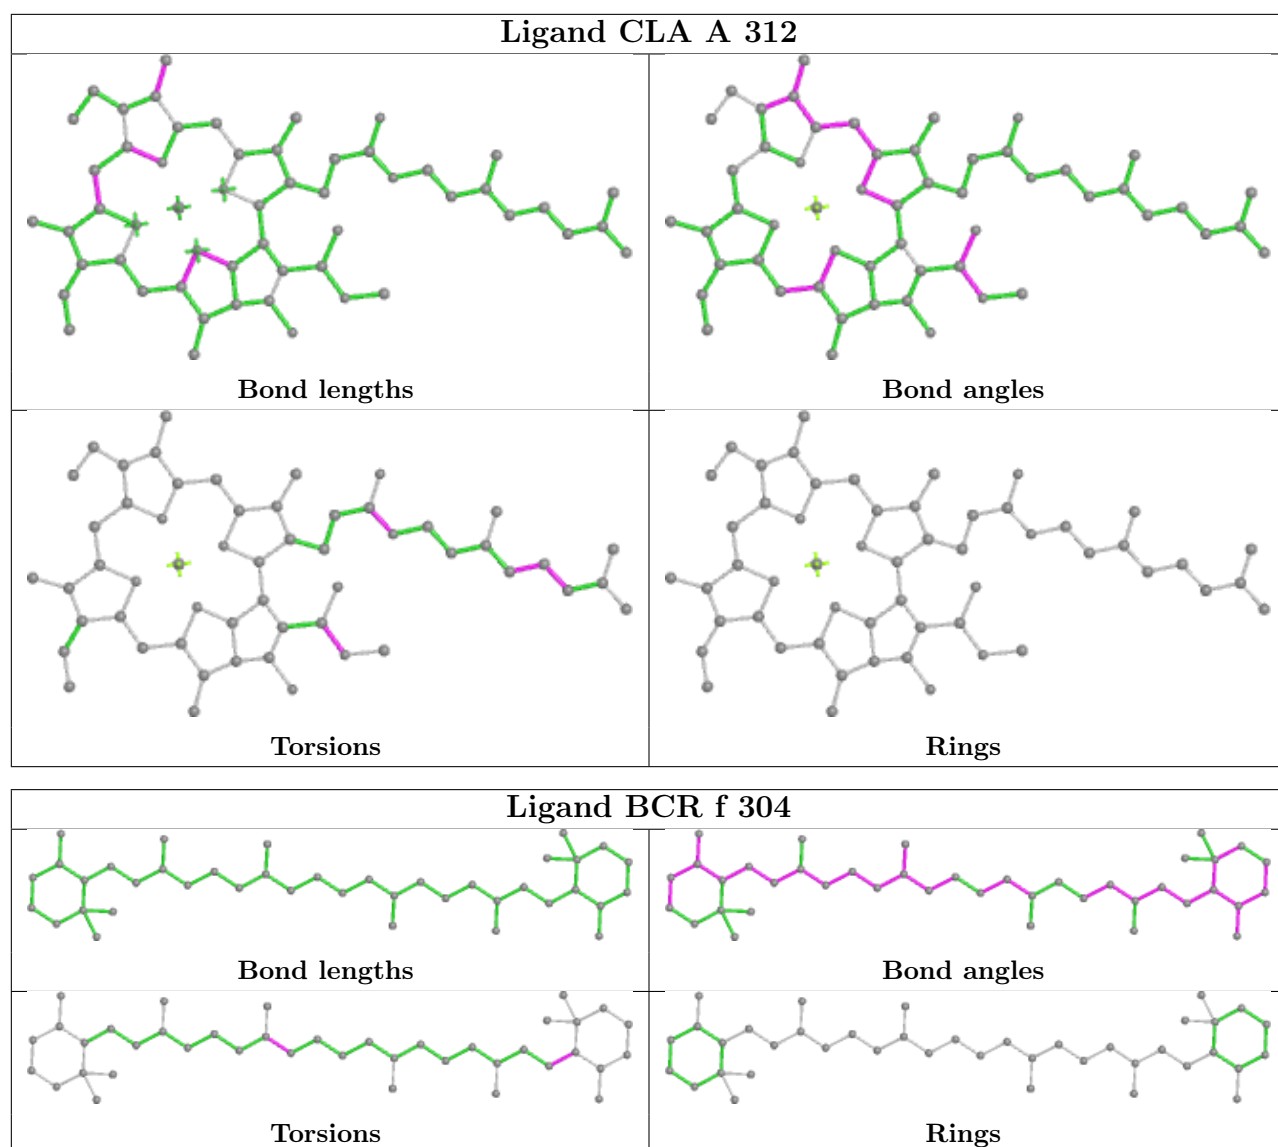 Ligand CLA A 312
Bond lengths
Bond angles
Torsions
Rings
Ligand BCR f 304
Bond lengths
Bond angles
Torsions
Rings